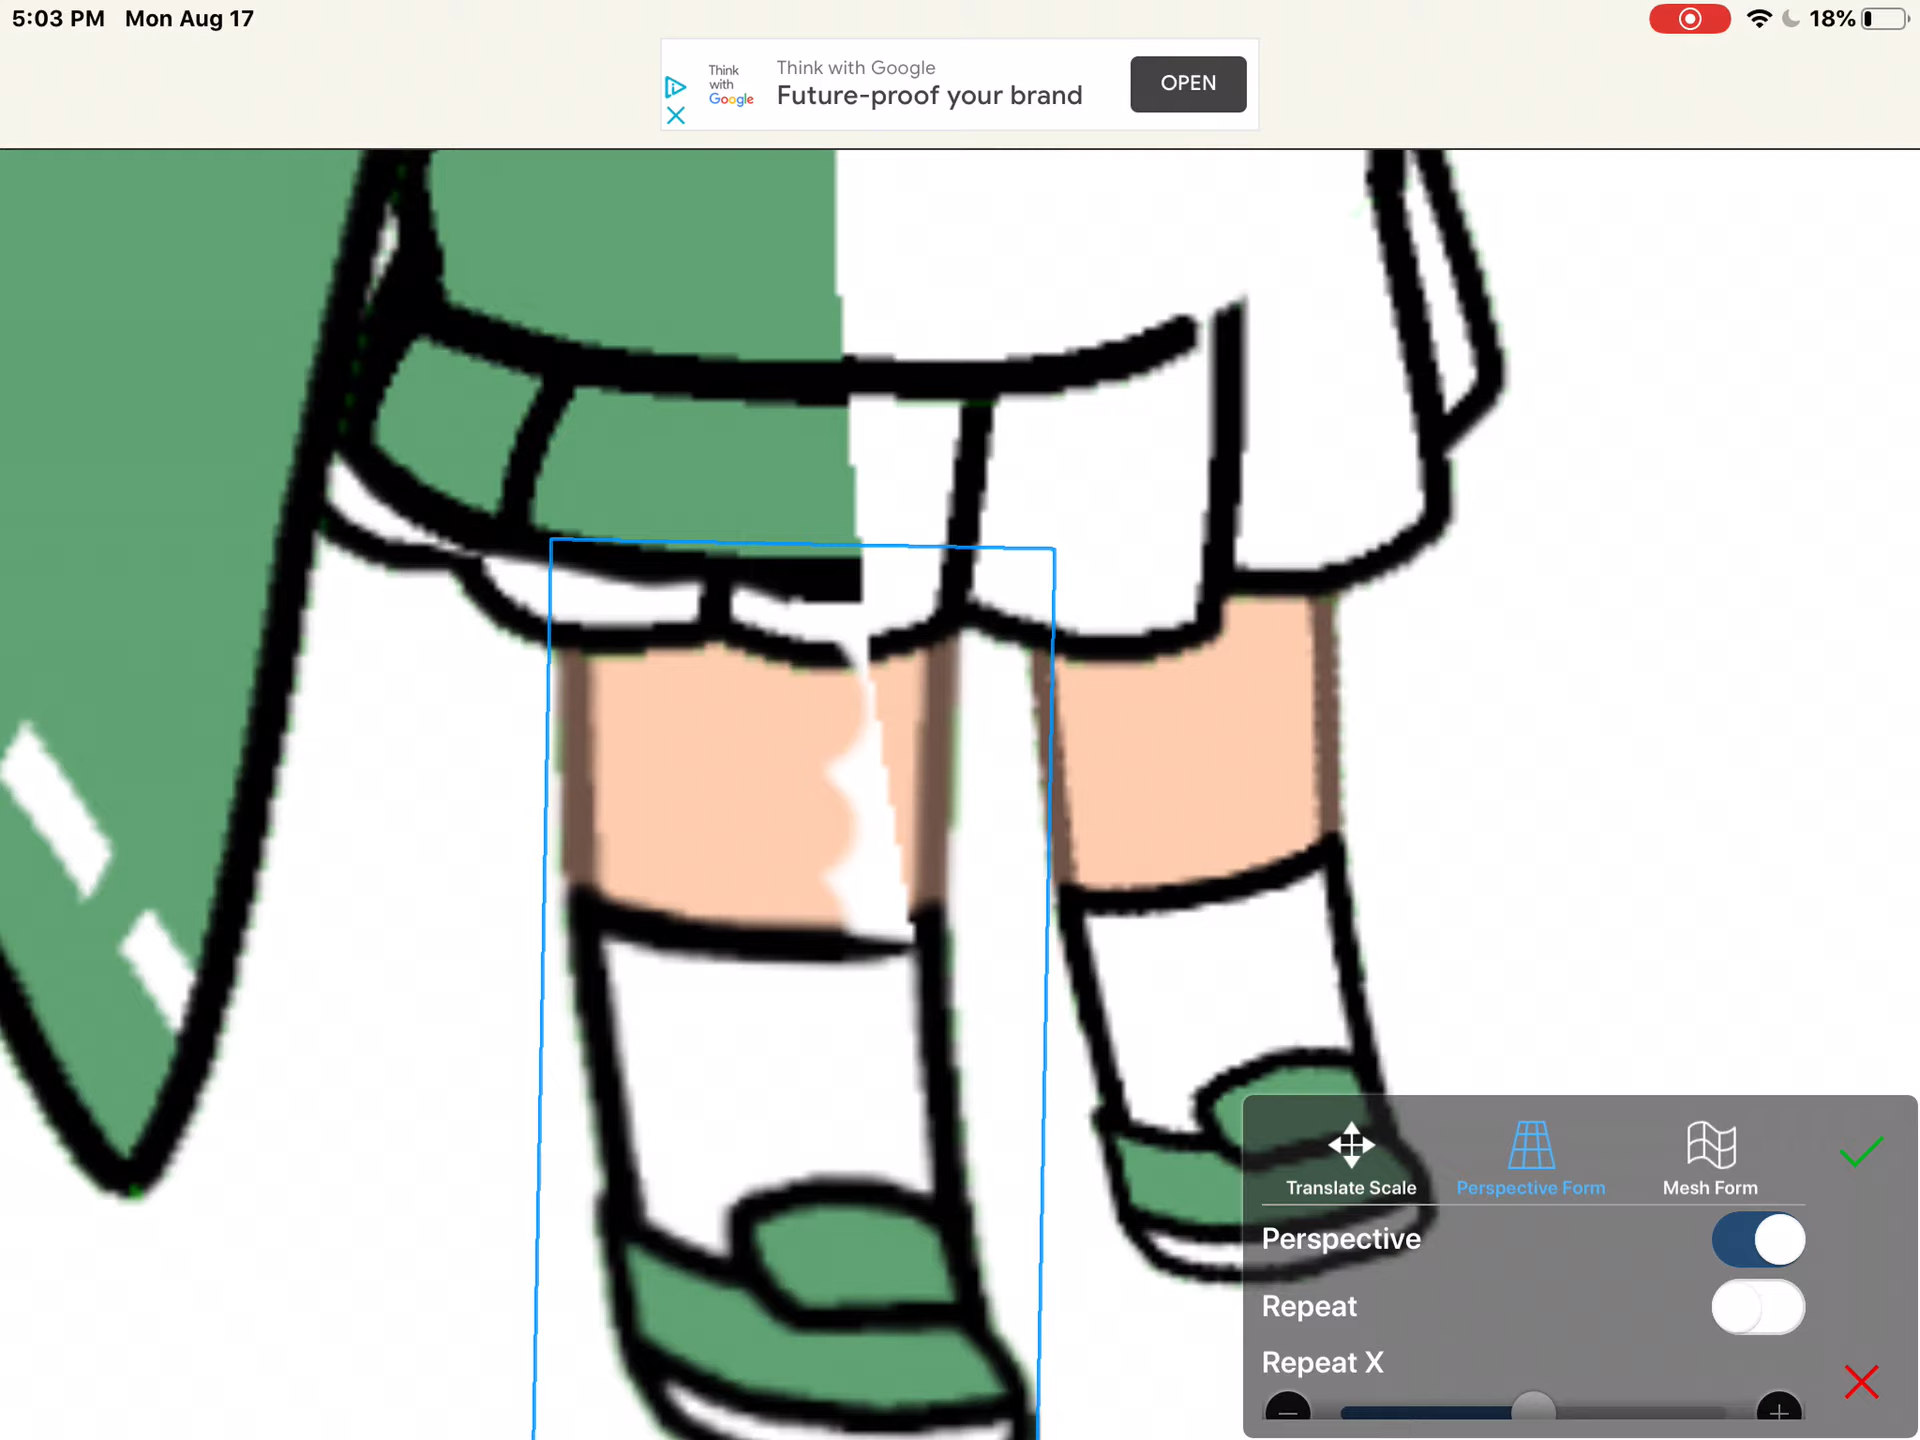 5:03 PM Mon Aug 17
18%
Think with Google
Think
with
Google
Future-proof your brand
OPEN
Translate Scale
Perspective Form
Mesh Form
Perspective
Repeat
Repeat X